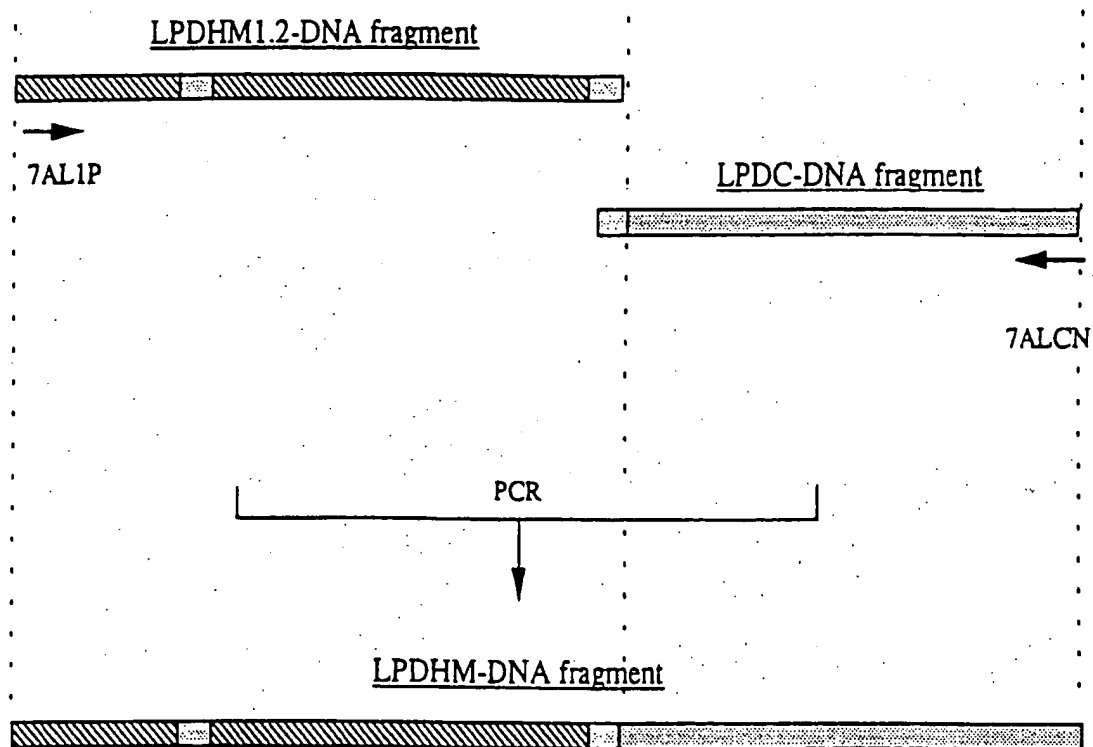 LPDHM1.2-DNA fragment
7AL1P
LPDC-DNA fragment
7ALCN
PCR
LPDHM-DNA fragment